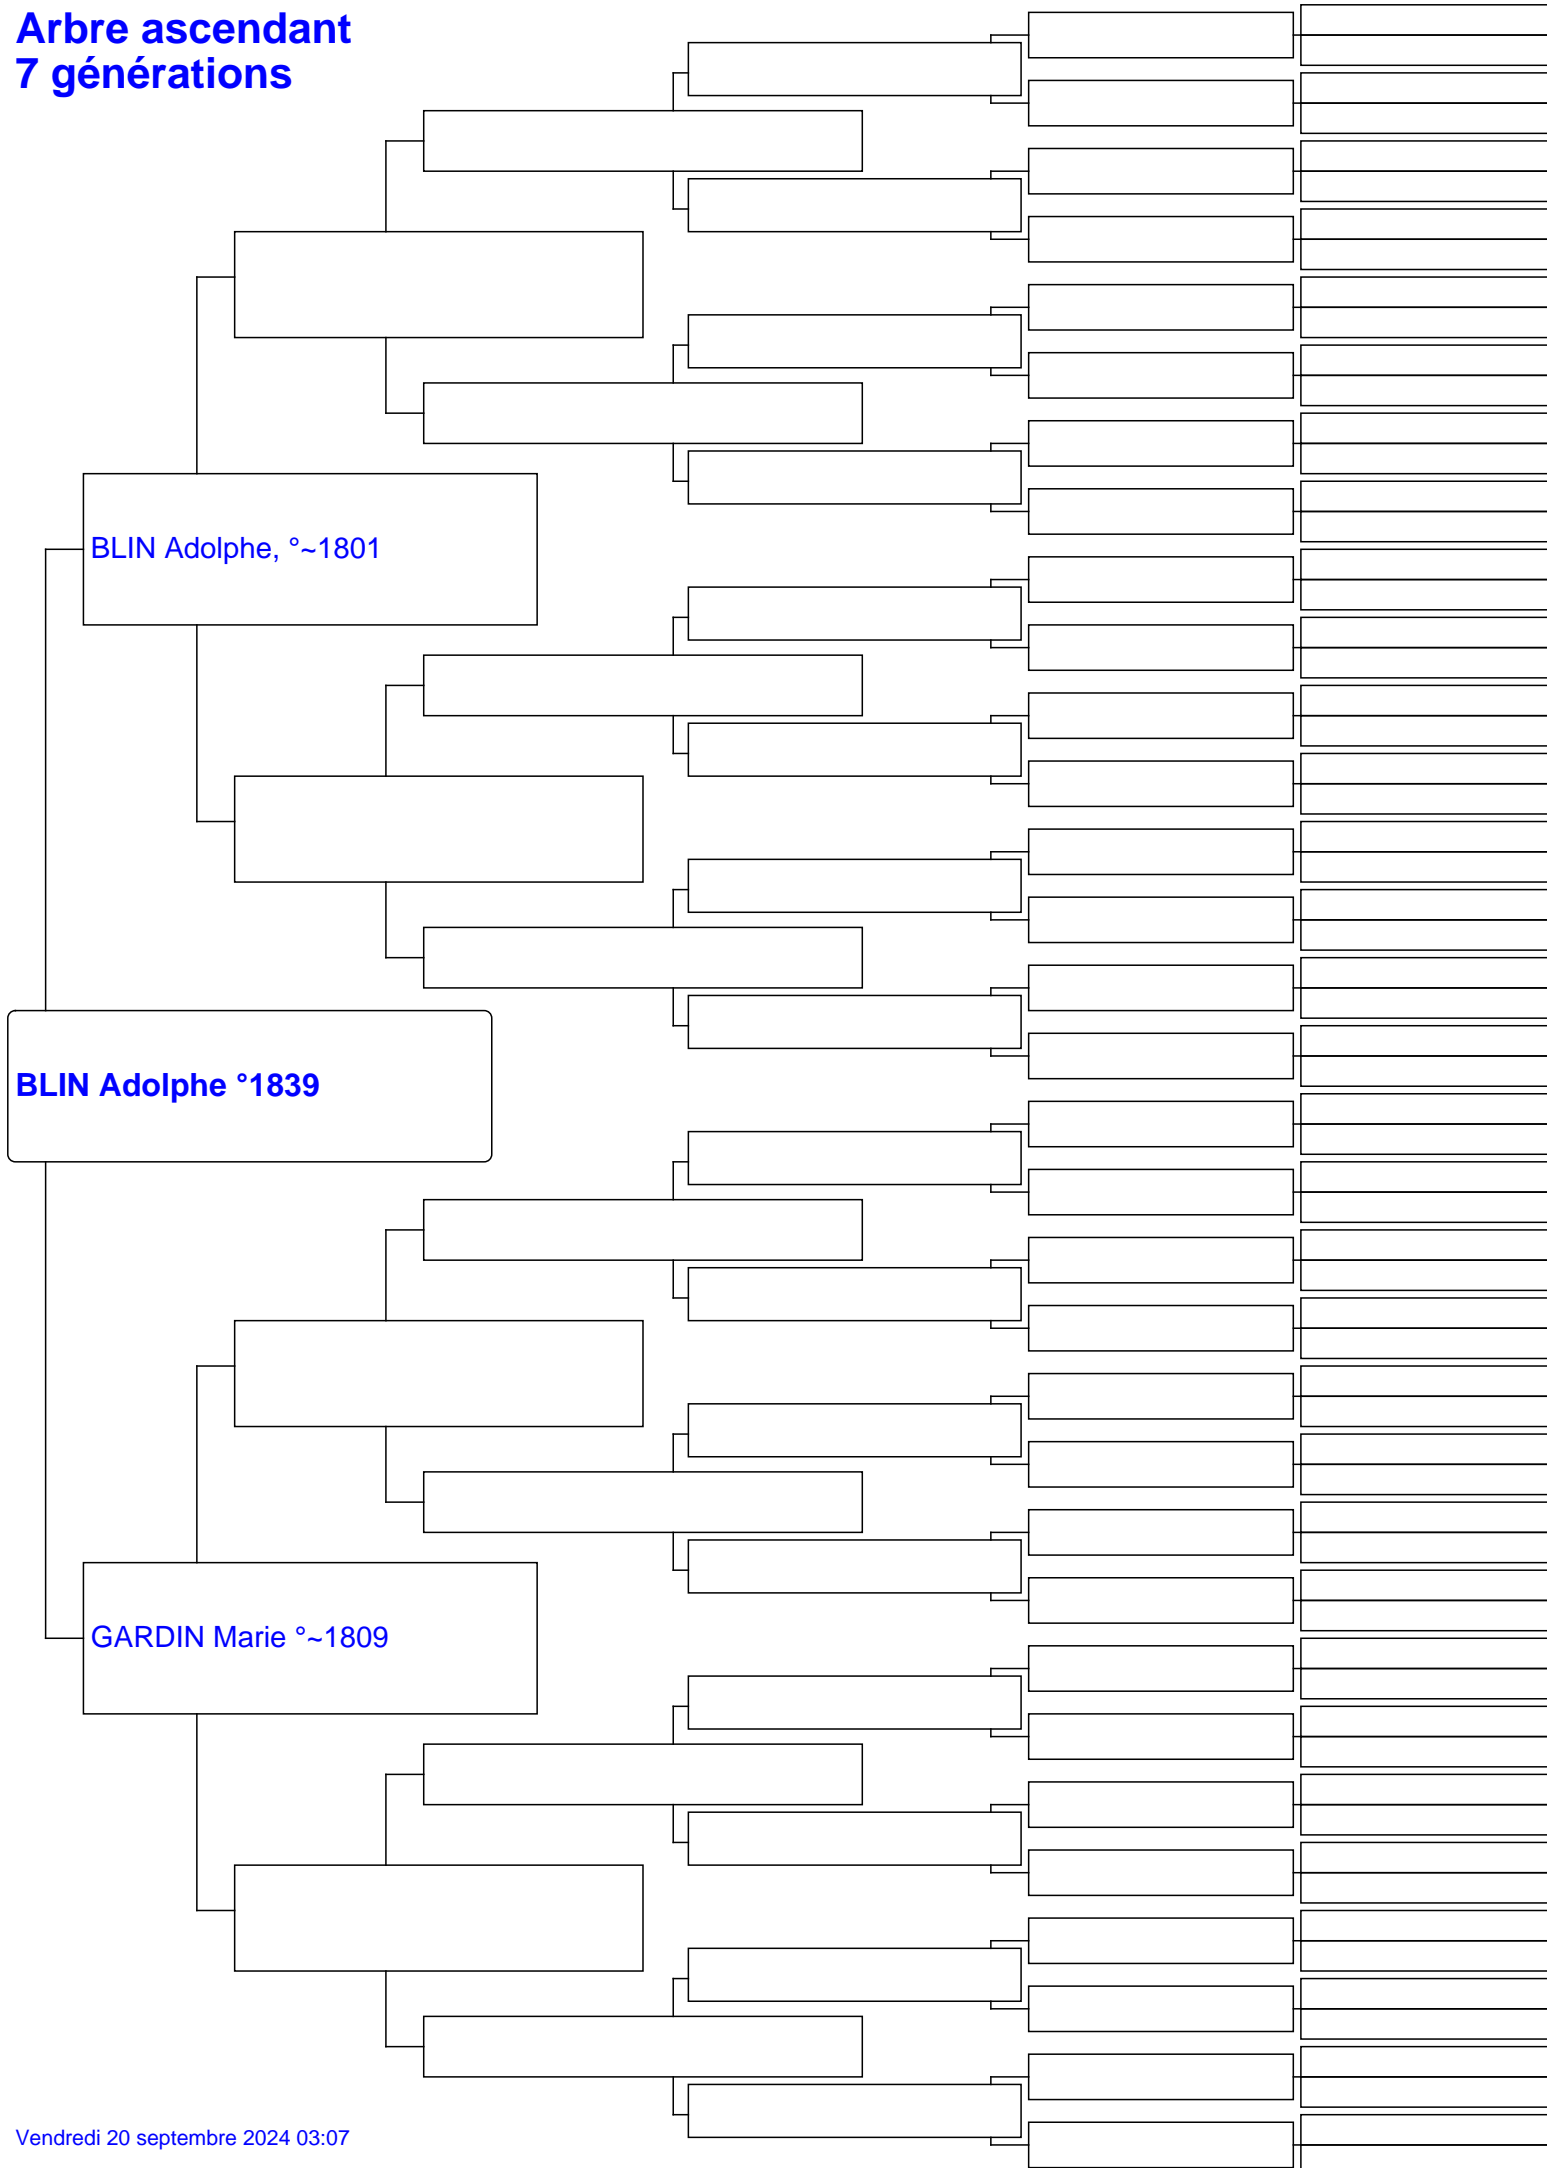 Arbre ascendant
7 générations
BLIN Adolphe, °~1801
BLIN Adolphe °1839
GARDIN Marie °~1809
Vendredi 20 septembre 2024 03:07